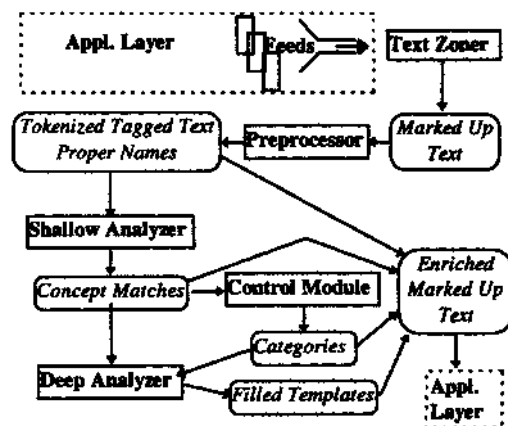 Appl. Layer
Feeds
Text Zoner
Tokenized Tagged Text
Proper Names
Preprocessor
Marked Up
Text
Shallow Analyzer
Concept Matches
Control Module
Enriched
Marked Up
Text
Categories
Deep Analyzer
Filled Templates
Appl.
Layer